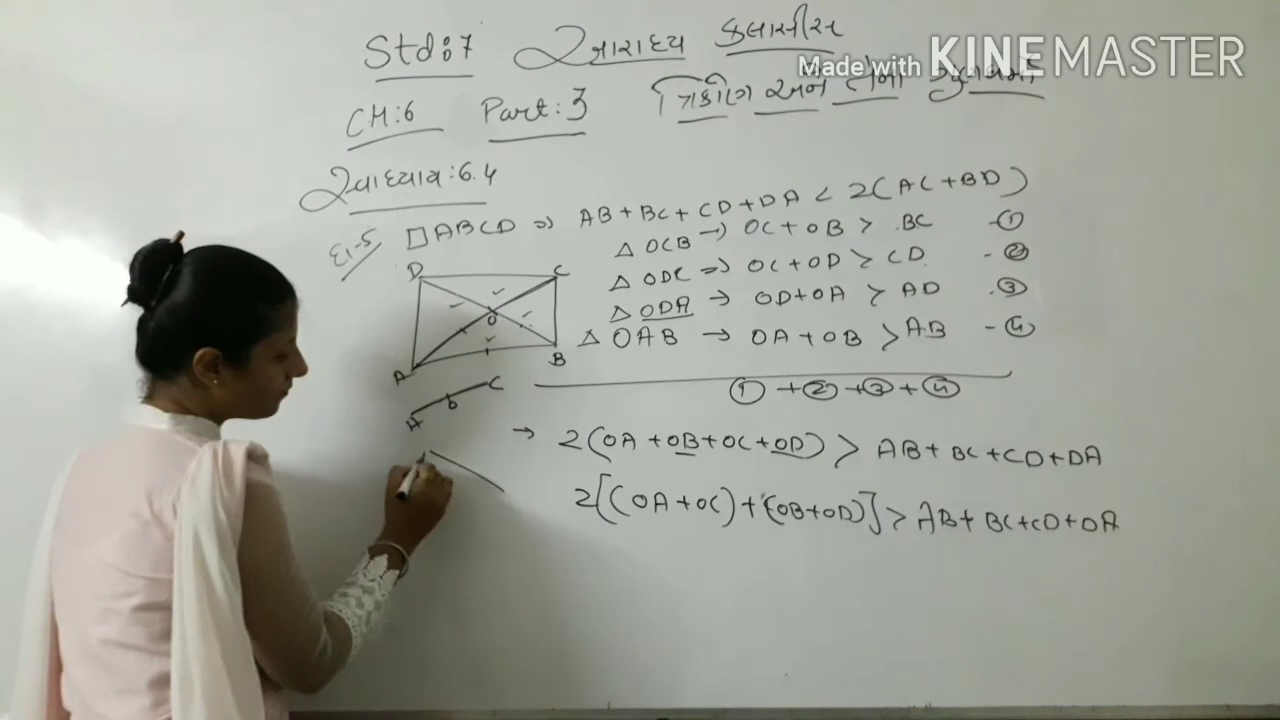 Std:7 આરાધ્ય ક્લાસીસ
Made with KINEMASTER
CH:6 Part:3 ત્રિકોણ અને તેના ગુણધર્મો
સ્વાધ્યાય:6.4
□ABCD ⇒ AB+BC+CD+DA < 2(AC+BD)
△ OCB → OC+OB > BC -①
△ ODC ⇒ OC+OD > CD. -②
△ ODA → OD+OA > AD .③
△ OAB → OA+OB > AB -④
D C
O
A B
A O C
①+②+③+④
→ 2(OA+OB+OC+OD) > AB+BC+CD+DA
2[(OA+OC)+(OB+OD)] > AB+BC+CD+DA